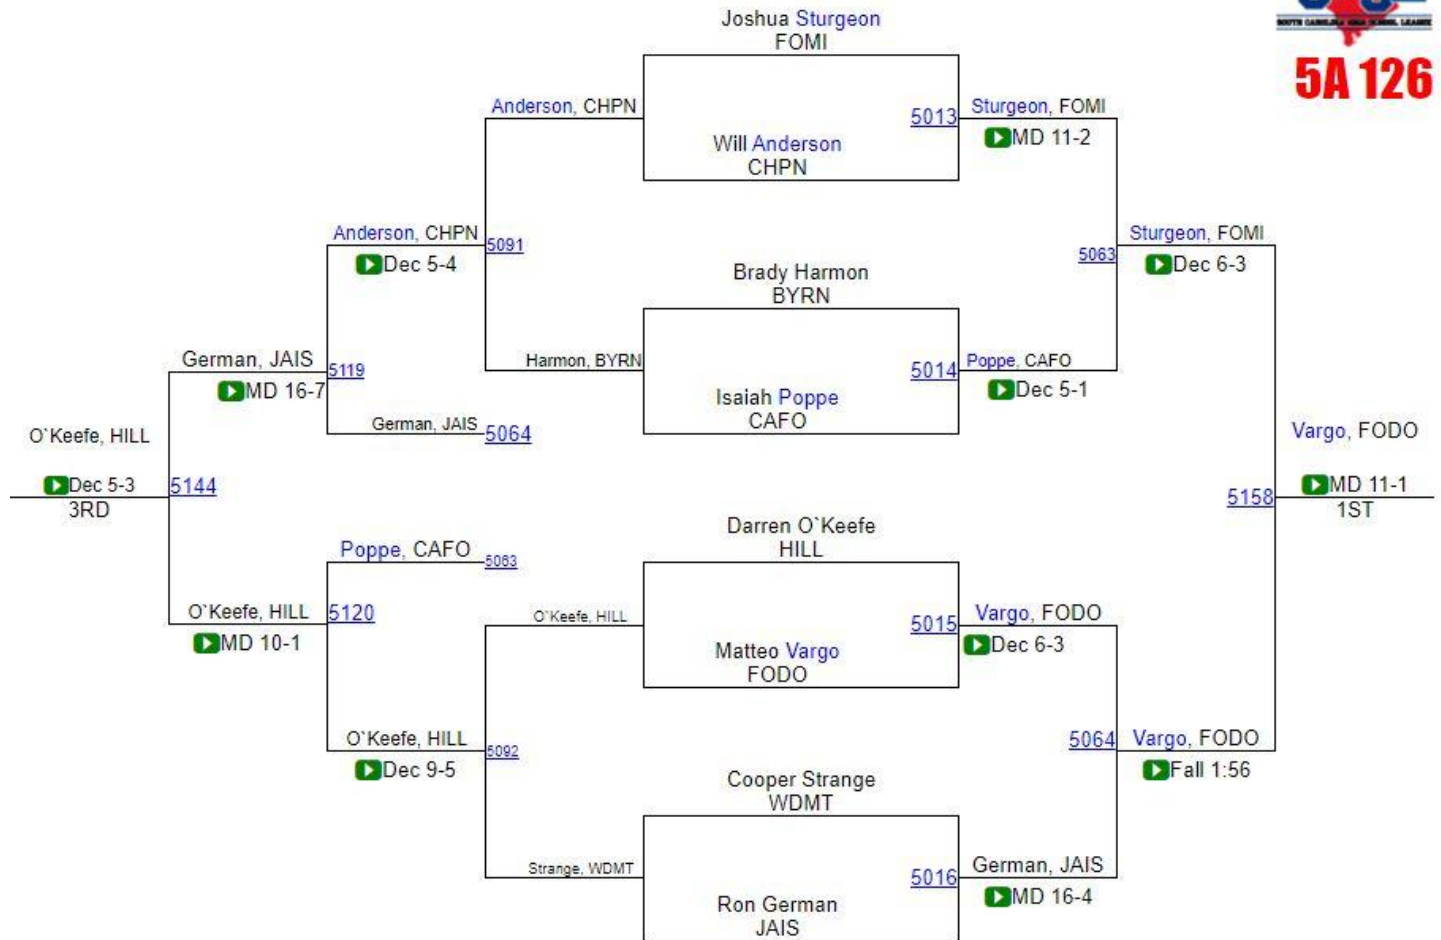 Joshua Sturgeon
FOMI
SOUTH CAROLINA HIGH SCHOOL LEAGUE
5A 126
Anderson, CHPN
5013
Sturgeon, FOMI
MD 11-2
Will Anderson
CHPN
Anderson, CHPN
Dec 5-4
5091
Brady Harmon
BYRN
5063
Sturgeon, FOMI
Dec 6-3
German, JAIS
MD 16-7
5119
Harmon, BYRN
5014
Poppe, CAFO
Dec 5-1
Isaiah Poppe
CAFO
German, JAIS
5064
O`Keefe, HILL
Dec 5-3
3RD
5144
Vargo, FODO
MD 11-1
1ST
5158
Darren O`Keefe
HILL
Poppe, CAFO
5063
O`Keefe, HILL
MD 10-1
5120
O`Keefe, HILL
5015
Vargo, FODO
Dec 6-3
Matteo Vargo
FODO
O`Keefe, HILL
Dec 9-5
5092
5064
Vargo, FODO
Fall 1:56
Cooper Strange
WDMT
Strange, WDMT
5016
German, JAIS
MD 16-4
Ron German
JAIS